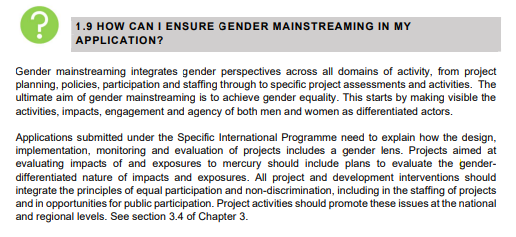 ?
1.9 HOW CAN I ENSURE GENDER MAINSTREAMING IN MY
APPLICATION?
Gender mainstreaming integrates gender perspectives across all domains of activity, from project
planning, policies, participation and staffing through to specific project assessments and activities. The
ultimate aim of gender mainstreaming is to achieve gender equality. This starts by making visible the
activities, impacts, engagement and agency of both men and women as differentiated actors.
Applications submitted under the Specific International Programme need to explain how the design,
implementation, monitoring and evaluation of projects includes a gender lens. Projects aimed at
evaluating impacts of and exposures to mercury should include plans to evaluate the gender-
differentiated nature of impacts and exposures. All project and development interventions should
integrate the principles of equal participation and non-discrimination, including in the staffing of projects
and in opportunities for public participation. Project activities should promote these issues at the national
and regional levels. See section 3.4 of Chapter 3.